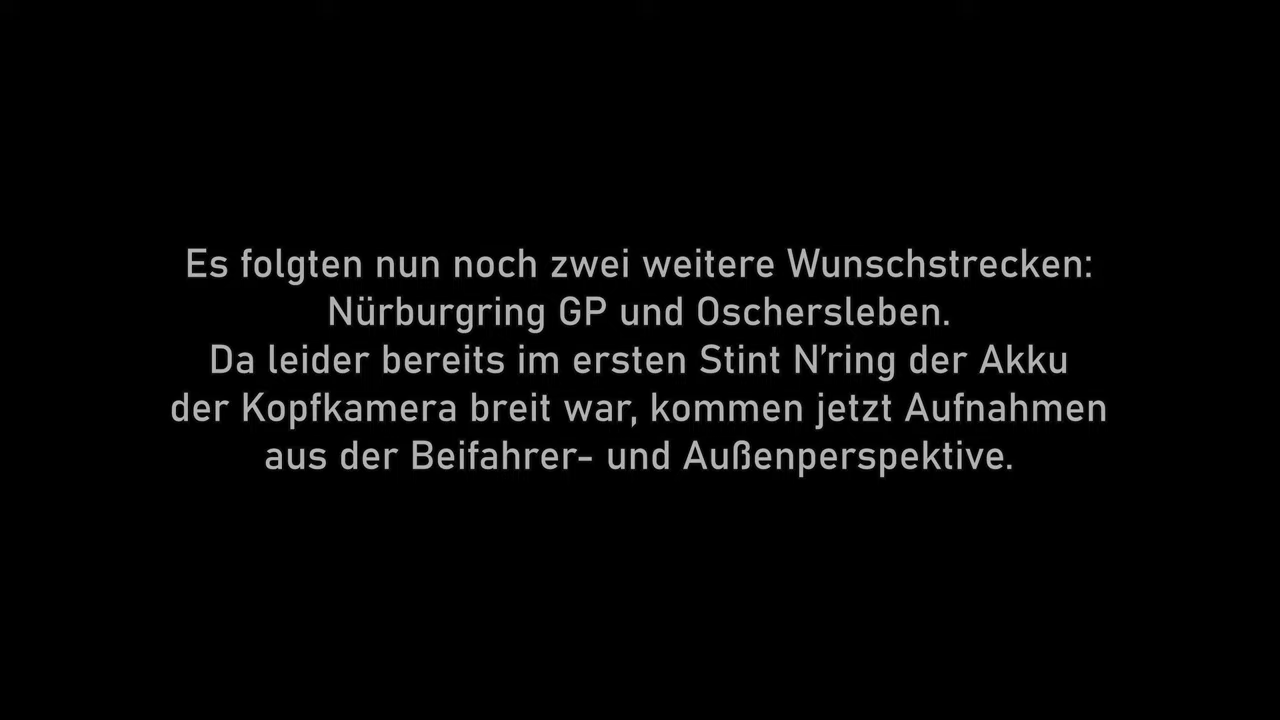 Es folgten nun noch zwei weitere Wunschstrecken:
Nürburgring GP und Oschersleben.
Da leider bereits im ersten Stint N’ring der Akku
der Kopfkamera breit war, kommen jetzt Aufnahmen
aus der Beifahrer- und Außenperspektive.